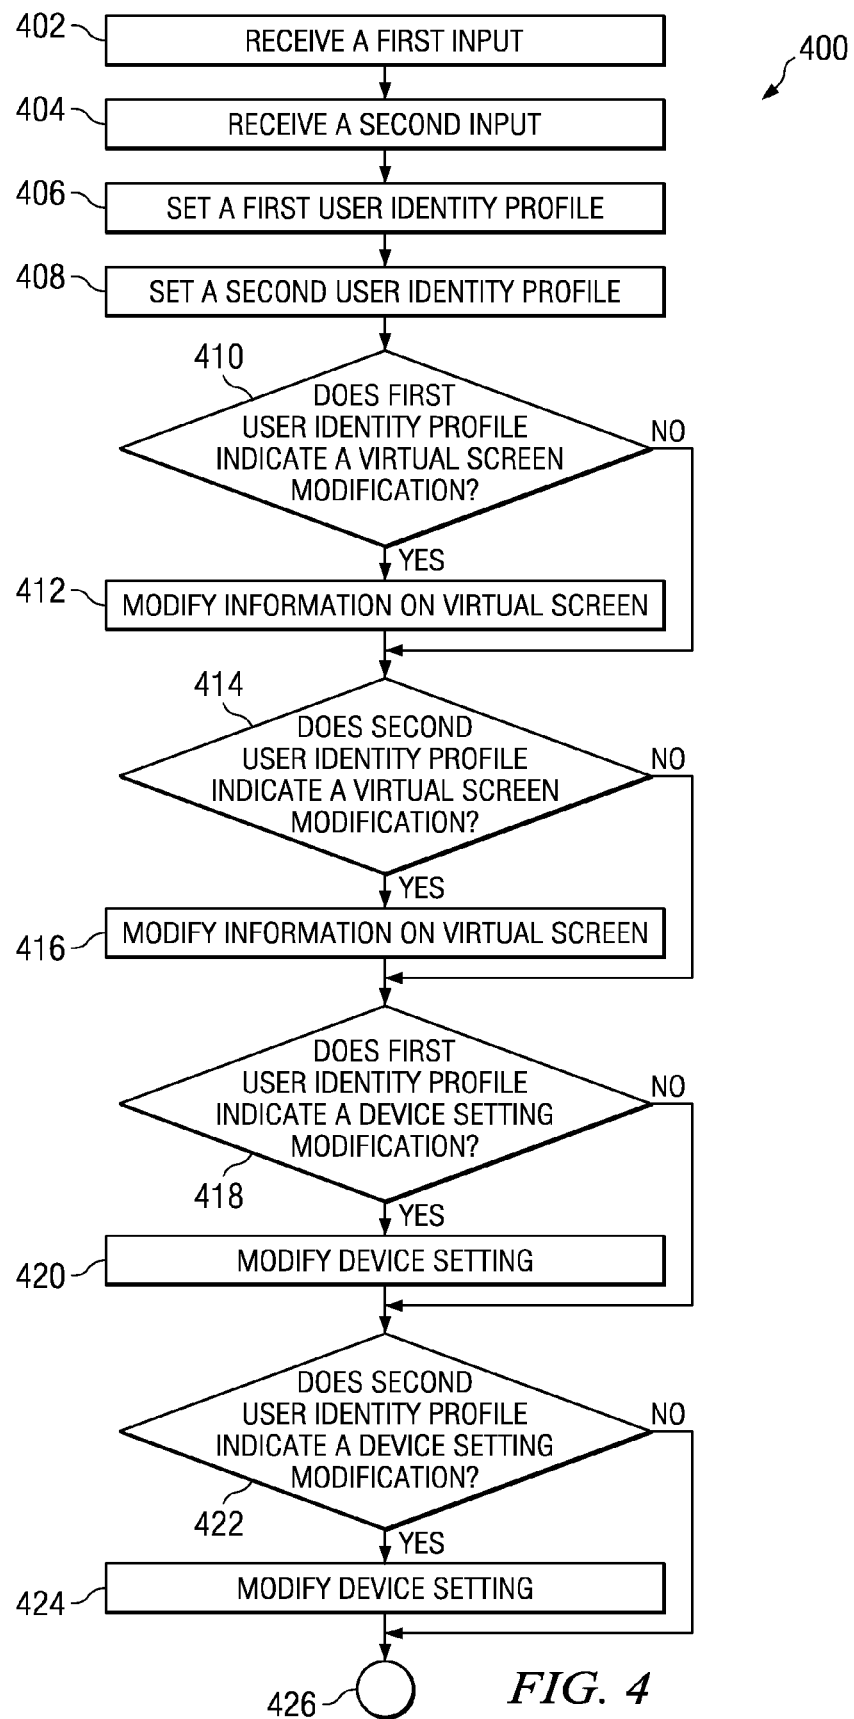 402
RECEIVE A FIRST INPUT
400
404
RECEIVE A SECOND INPUT
406
SET A FIRST USER IDENTITY PROFILE
408
SET A SECOND USER IDENTITY PROFILE
410
DOES FIRST
USER IDENTITY PROFILE
INDICATE A VIRTUAL SCREEN
MODIFICATION?
NO
YES
412
MODIFY INFORMATION ON VIRTUAL SCREEN
414
DOES SECOND
USER IDENTITY PROFILE
INDICATE A VIRTUAL SCREEN
MODIFICATION?
NO
YES
416
MODIFY INFORMATION ON VIRTUAL SCREEN
DOES FIRST
USER IDENTITY PROFILE
INDICATE A DEVICE SETTING
MODIFICATION?
NO
418
YES
420
MODIFY DEVICE SETTING
DOES SECOND
USER IDENTITY PROFILE
INDICATE A DEVICE SETTING
MODIFICATION?
NO
422
YES
424
MODIFY DEVICE SETTING
426
FIG. 4